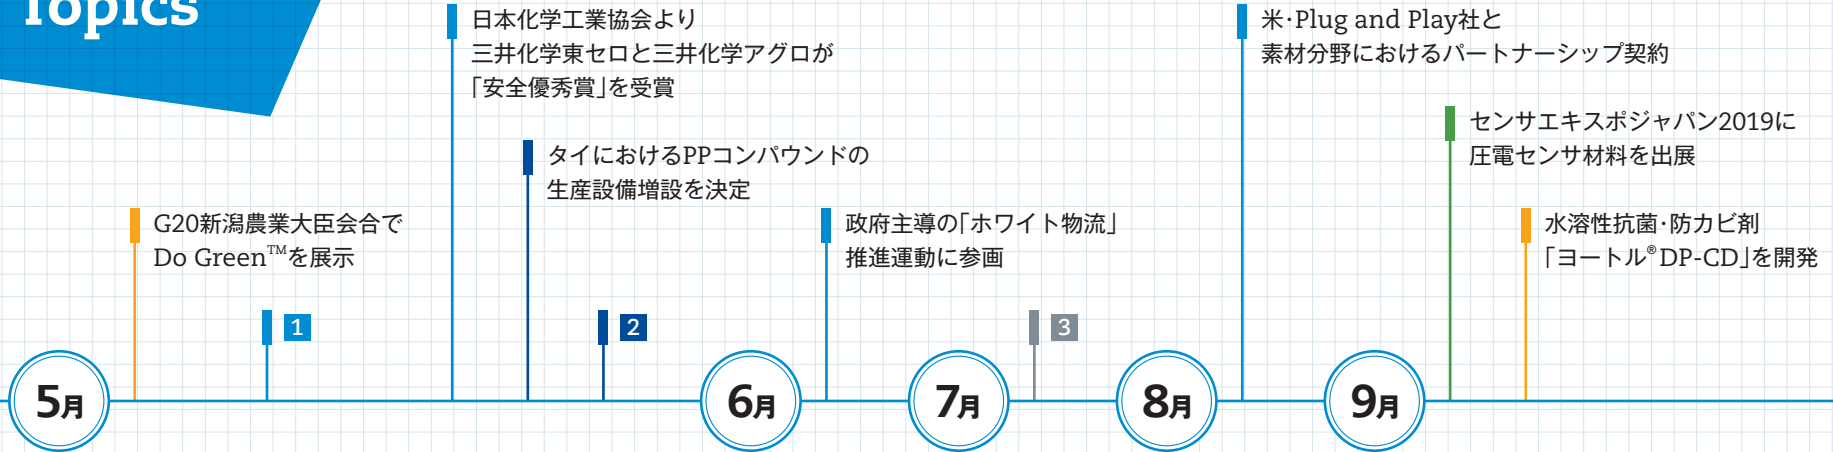 Topics
日本化学工業協会より
三井化学東セロと三井化学アグロが
「安全優秀賞」を受賞
米・Plug and Play社と
素材分野におけるパートナーシップ契約
センサエキスポジャパン2019に
圧電センサ材料を出展
タイにおけるPPコンパウンドの
生産設備増設を決定
G20新潟農業大臣会合で
Do Green™を展示
政府主導の「ホワイト物流」
推進運動に参画
水溶性抗菌・防カビ剤
「ヨートル®DP-CD」を開発
1
2
3
5月
6月
7月
8月
9月